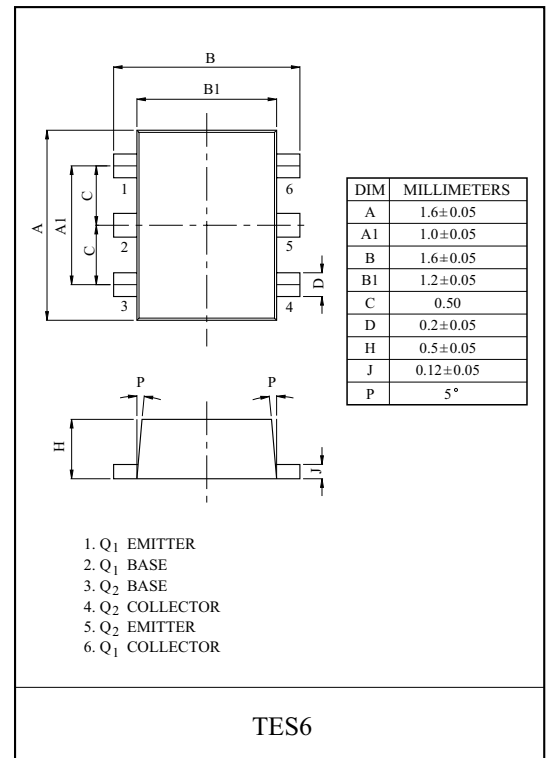 B
B1
1
6
A
A1
C
C
2
5
D
3
4
DIM MILLIMETERS
A 1.6±0.05
A1 1.0±0.05
B 1.6±0.05
B1 1.2±0.05
C 0.50
D 0.2±0.05
H 0.5±0.05
J 0.12±0.05
P 5°
P
P
H
J
1. Q1 EMITTER
2. Q1 BASE
3. Q2 BASE
4. Q2 COLLECTOR
5. Q2 EMITTER
6. Q1 COLLECTOR
TES6